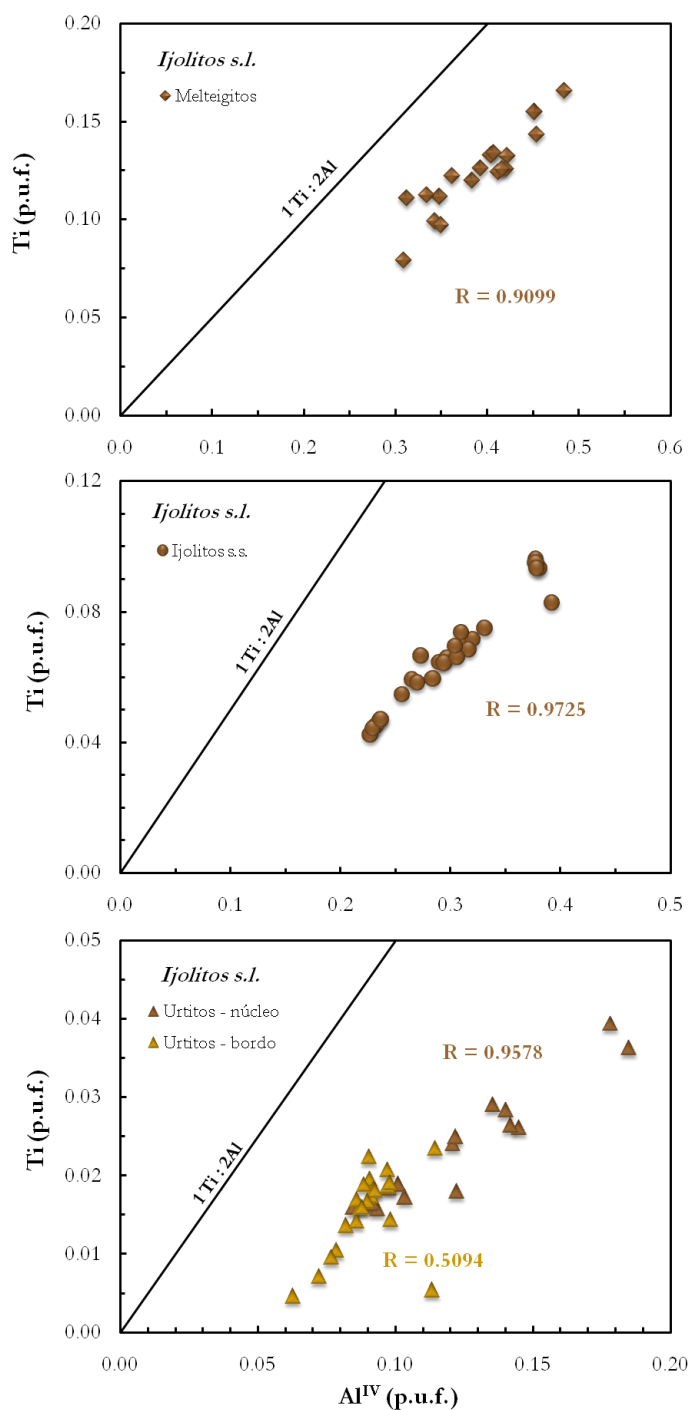 0.20
Ijolitos s.l.
Melteigitos
0.15
1 Ti : 2Al
Ti (p.u.f.)
0.10
R = 0.9099
0.05
0.00
0.0 0.1 0.2 0.3 0.4 0.5 0.6
0.12
Ijolitos s.l.
Ijolitos s.s.
0.08
1 Ti : 2Al
Ti (p.u.f.)
R = 0.9725
0.04
0.00
0.0 0.1 0.2 0.3 0.4 0.5
0.05
Ijolitos s.l.
Urtitos - núcleo
0.04
Urtitos - bordo
R = 0.9578
0.03
1 Ti : 2Al
Ti (p.u.f.)
0.02
0.01
R = 0.5094
0.00
0.00 0.05 0.10 0.15 0.20
Al^IV (p.u.f.)